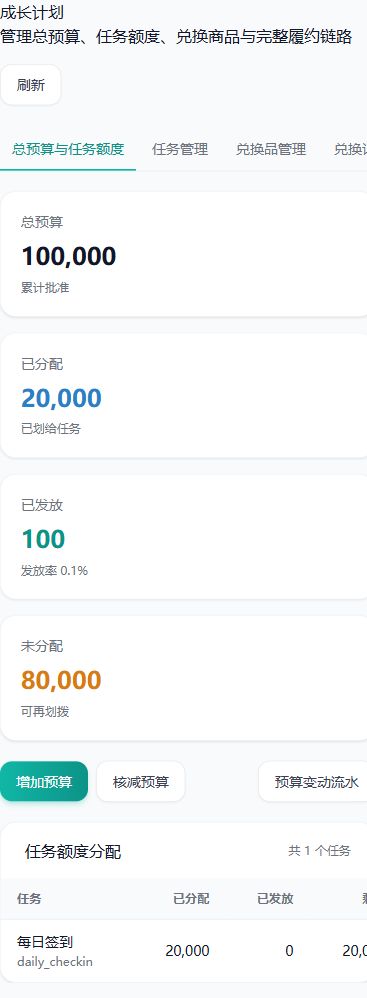 成长计划
管理总预算、任务额度、兑换商品与完整履约链路
刷新
总预算与任务额度 任务管理 兑换品管理 兑换
总预算
100,000
累计批准
已分配
20,000
已划给任务
已发放
100
发放率 0.1%
未分配
80,000
可再划拨
增加预算 核减预算 预算变动流水
任务额度分配 共 1 个任务
任务 已分配 已发放
每日签到 20,000 0 20,0
daily_checkin